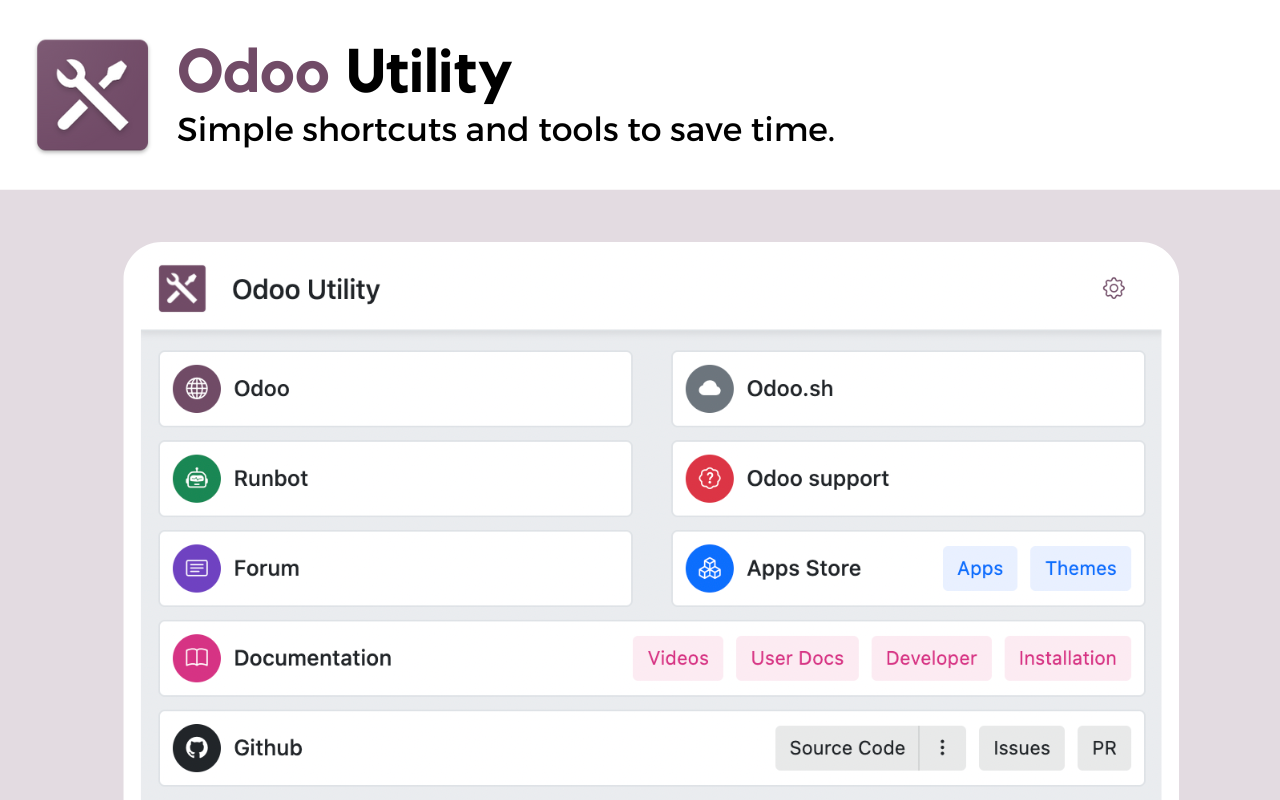 Odoo Utility
Simple shortcuts and tools to save time.
Odoo Utility
Odoo
Odoo.sh
Runbot
Odoo support
Forum
Apps Store Apps Themes
Documentation Videos User Docs Developer Installation
Github Source Code Issues PR